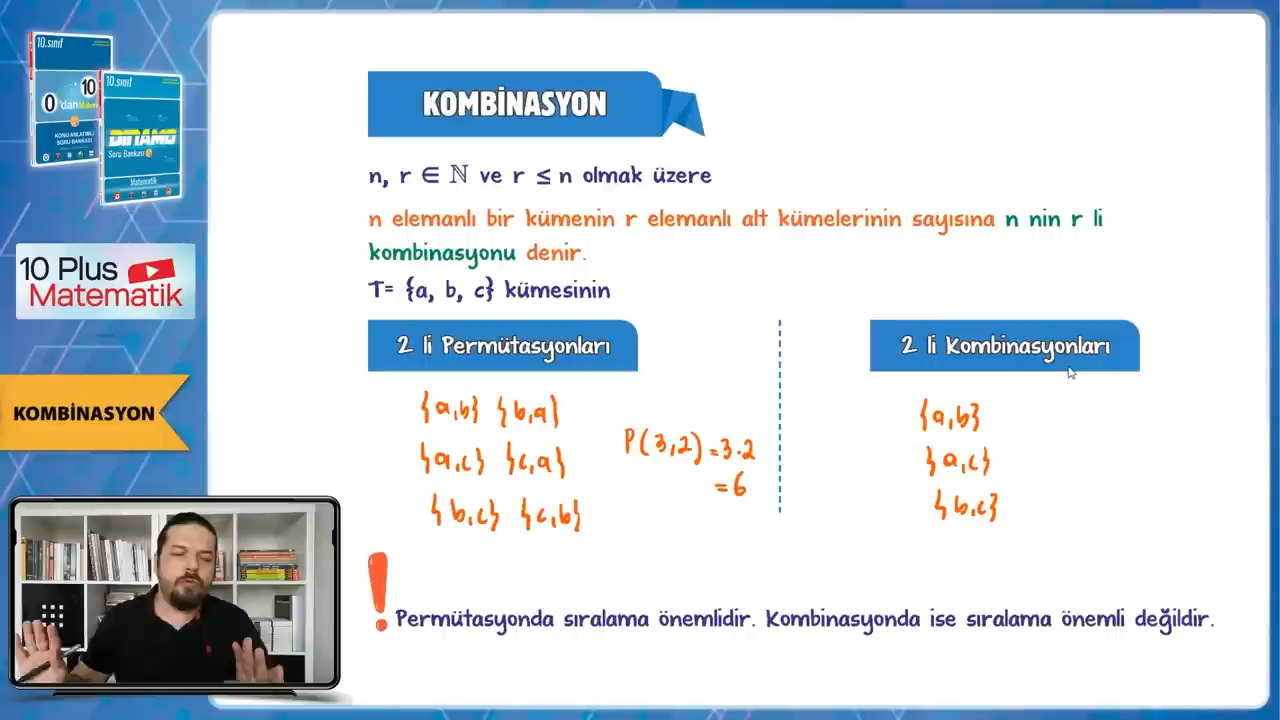 10.sınıf
10
0'dan
KONU ANLATIMLI
SORU BANKASI
10.sınıf
DİNAMO
Soru Bankası
Matematik
10 Plus
Matematik
KOMBİNASYON
KOMBİNASYON
n, r ∈ ℕ ve r ≤ n olmak üzere
n elemanlı bir kümenin r elemanlı alt kümelerinin sayısına n nin r li
kombinasyonu denir.
T= {a, b, c} kümesinin
2 li Permütasyonları
{a,b} {b,a}
{a,c} {c,a}
{b,c} {c,b}
P(3,2) = 3.2
= 6
2 li Kombinasyonları
{a,b}
{a,c}
{b,c}
! Permütasyonda sıralama önemlidir. Kombinasyonda ise sıralama önemli değildir.